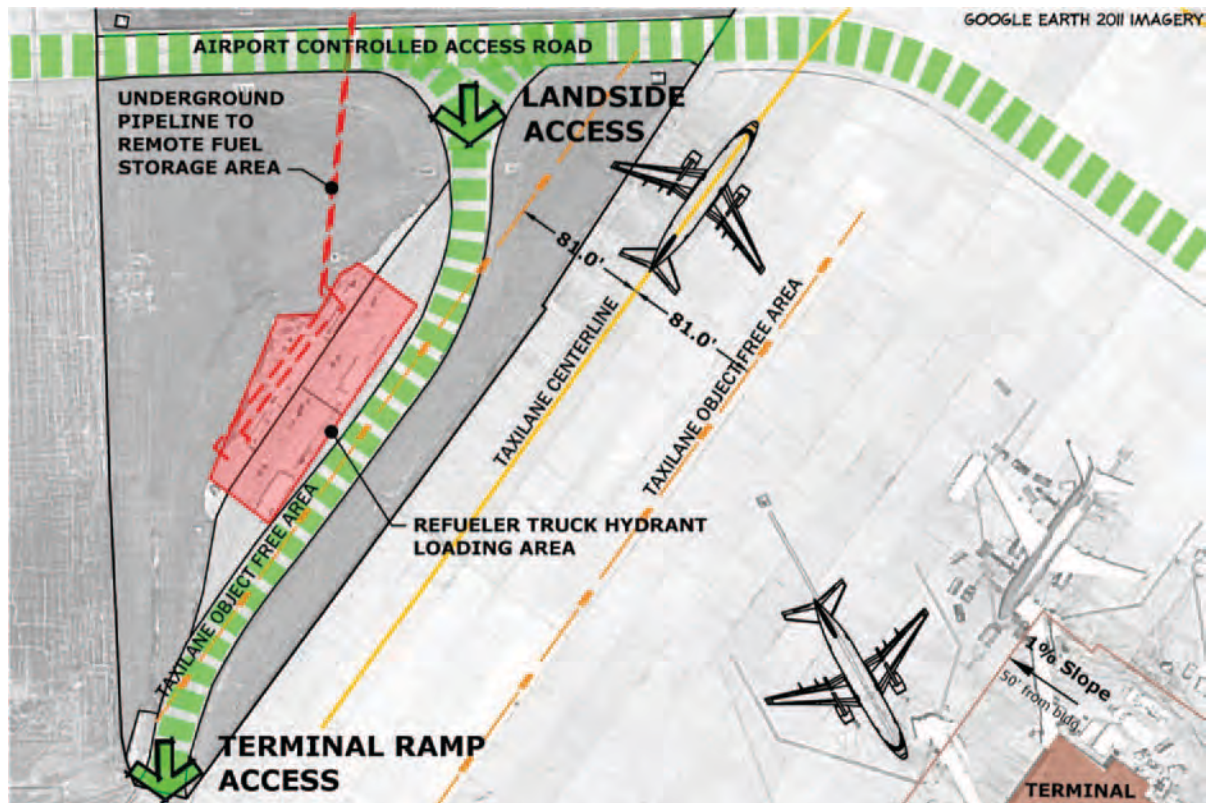 GOOGLE EARTH 2011 IMAGERY
AIRPORT CONTROLLED ACCESS ROAD
UNDERGROUND
PIPELINE TO
REMOTE FUEL
STORAGE AREA
LANDSIDE
ACCESS
81.0'
81.0'
TAXILANE CENTERLINE
TAXILANE OBJECT FREE AREA
REFUELER TRUCK HYDRANT
LOADING AREA
TAXILANE OBJECT FREE AREA
1% Slope
50' from bldg.
TERMINAL RAMP
ACCESS
TERMINAL